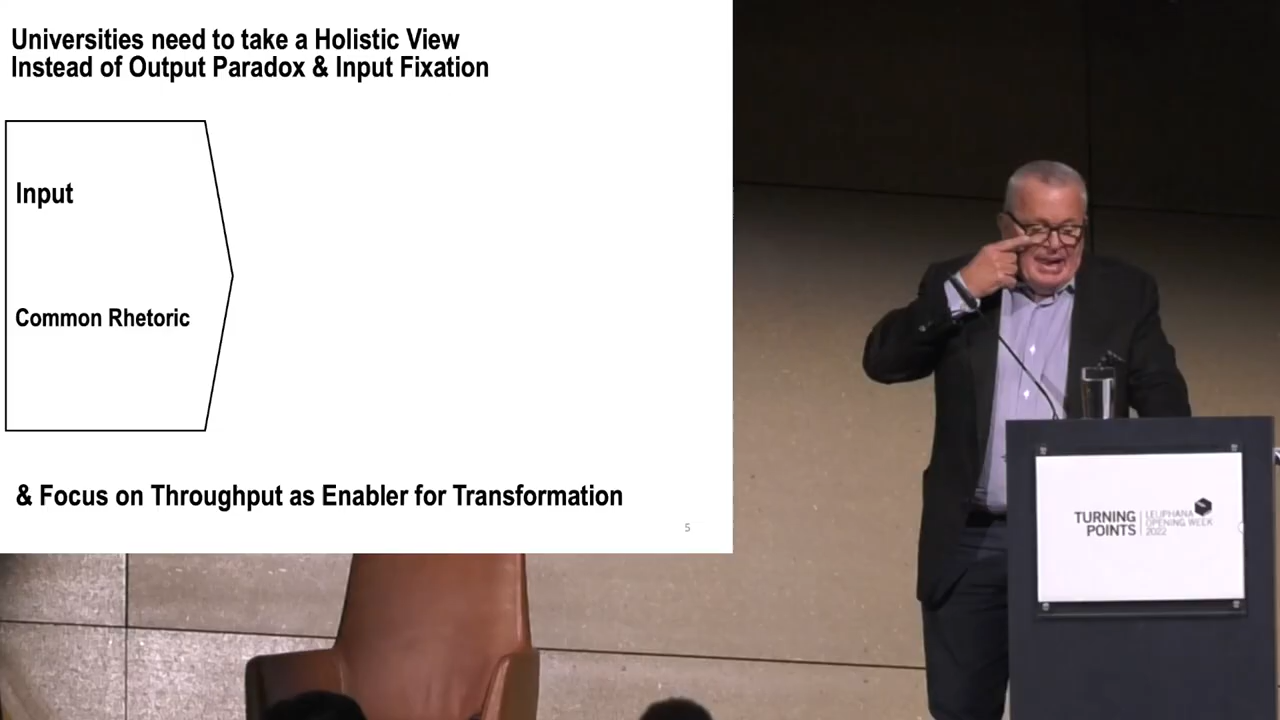 Universities need to take a Holistic View
Instead of Output Paradox & Input Fixation
Input
Common Rhetoric
& Focus on Throughput as Enabler for Transformation
5
TURNING
POINTS
LEUPHANA
OPENING WEEK
2022